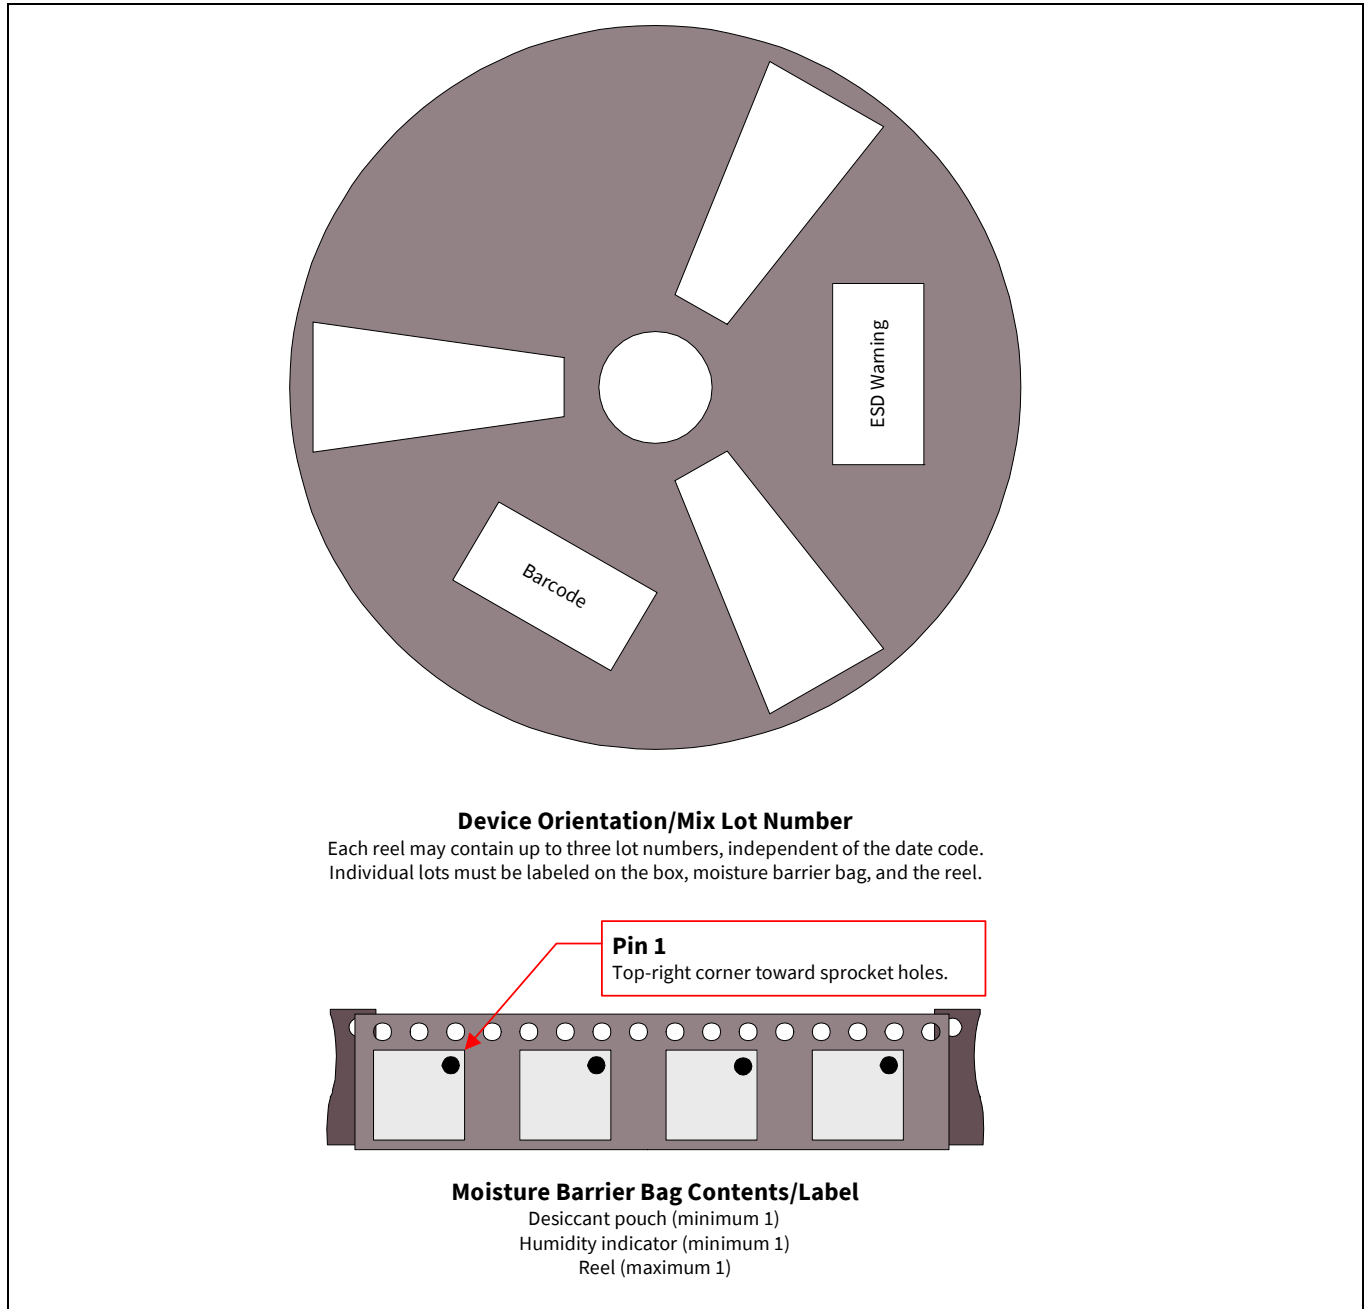 ESD Warning
Barcode
Device Orientation/Mix Lot Number
Each reel may contain up to three lot numbers, independent of the date code.
Individual lots must be labeled on the box, moisture barrier bag, and the reel.
Pin 1
Top-right corner toward sprocket holes.
Moisture Barrier Bag Contents/Label
Desiccant pouch (minimum 1)
Humidity indicator (minimum 1)
Reel (maximum 1)